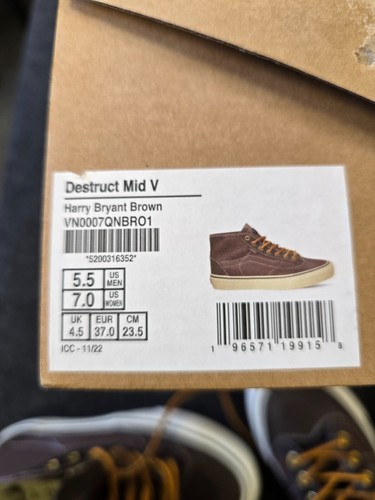 Destruct Mid V
Harry Bryant Brown
VN0007QNBRO1
*5200316352*
5.5 US MEN
7.0 US WOMEN
UK EUR CM
4.5 37.0 23.5
ICC - 11/22
1 96571 19915 8